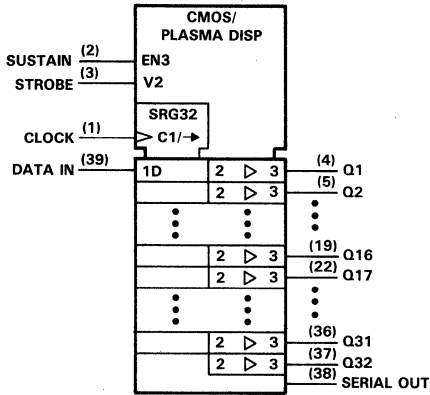 CMOS/
PLASMA DISP
SUSTAIN (2) EN3
STROBE (3) V2
SRG32
CLOCK (1) C1/→
DATA IN (39) 1D 2 ▷ 3 (4) Q1
2 ▷ 3 (5) Q2
2 ▷ 3 (19) Q16
2 ▷ 3 (22) Q17
2 ▷ 3 (36) Q31
2 ▷ 3 (37) Q32
(38) SERIAL OUT